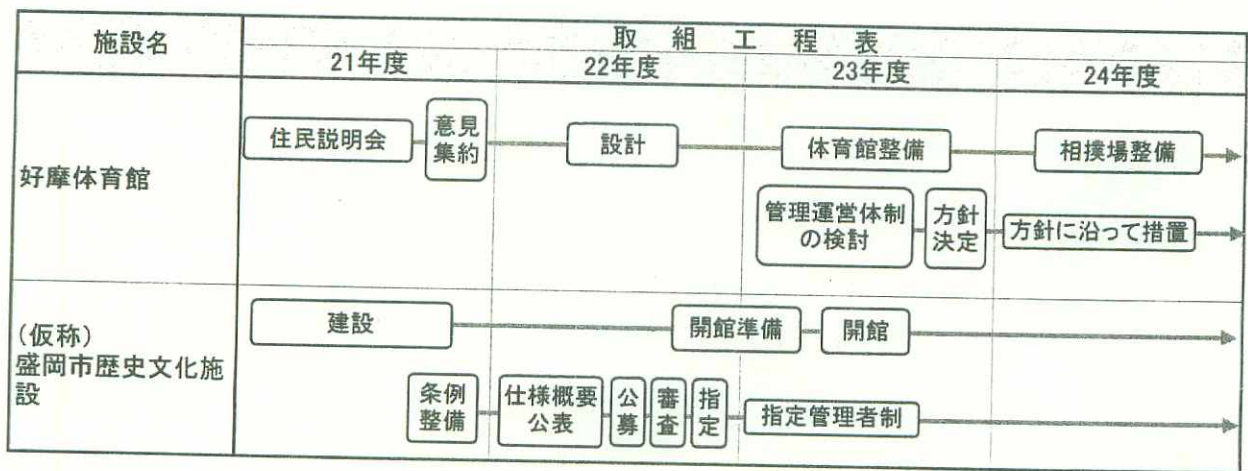 施設名
取組工程表
21年度 22年度 23年度 24年度
好摩体育館
住民説明会
意見
集約
設計
体育館整備
相撲場整備
管理運営体制
の検討
方針
決定
方針に沿って措置
(仮称)
盛岡市歴史文化施
設
建設
開館準備
開館
条例
整備
仕様概要
公表
公
募
審
査
指
定
指定管理者制